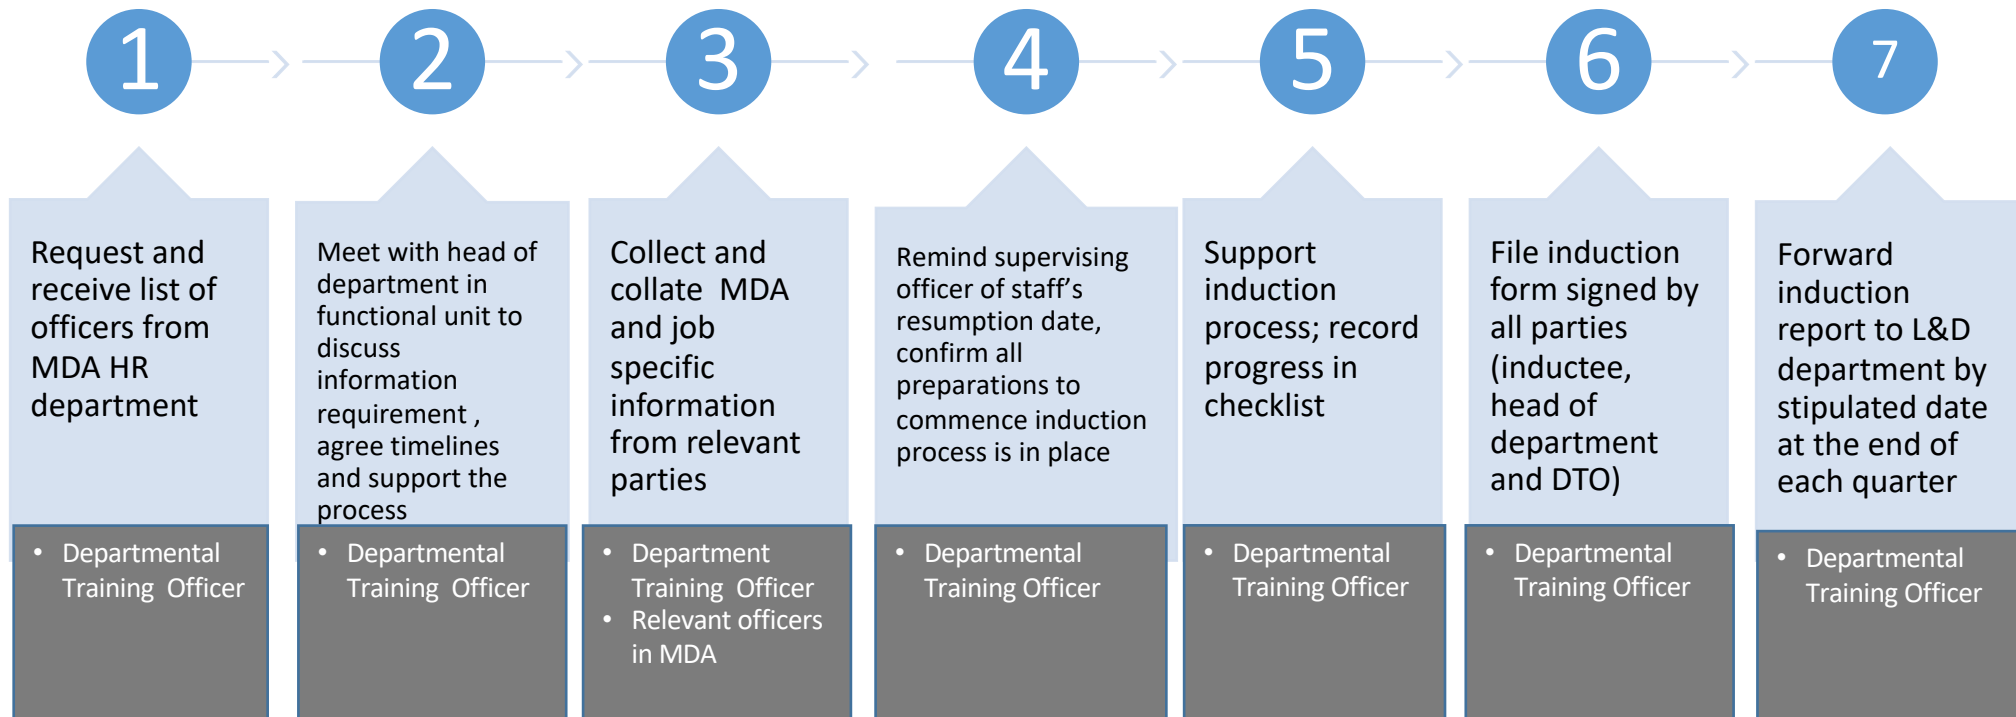 1
2
3
4
5
6
7
Request and
receive list of
officers from
MDA HR
department
Meet with head of
department in
functional unit to
discuss
information
requirement ,
agree timelines
and support the
process
Collect and
collate  MDA
and job
specific
information
from relevant
parties
Remind supervising
officer of staff’s
resumption date,
confirm all
preparations to
commence induction
process is in place
Support
induction
process; record
progress in
checklist
File induction
form signed by
all parties
(inductee,
head of
department
and DTO)
Forward
induction
report to L&D
department by
stipulated date
at the end of
each quarter
• Departmental
Training  Officer
• Departmental
Training Officer
• Department
Training  Officer
• Relevant officers
in MDA
• Departmental
Training Officer
• Departmental
Training Officer
• Departmental
Training Officer
• Departmental
Training Officer